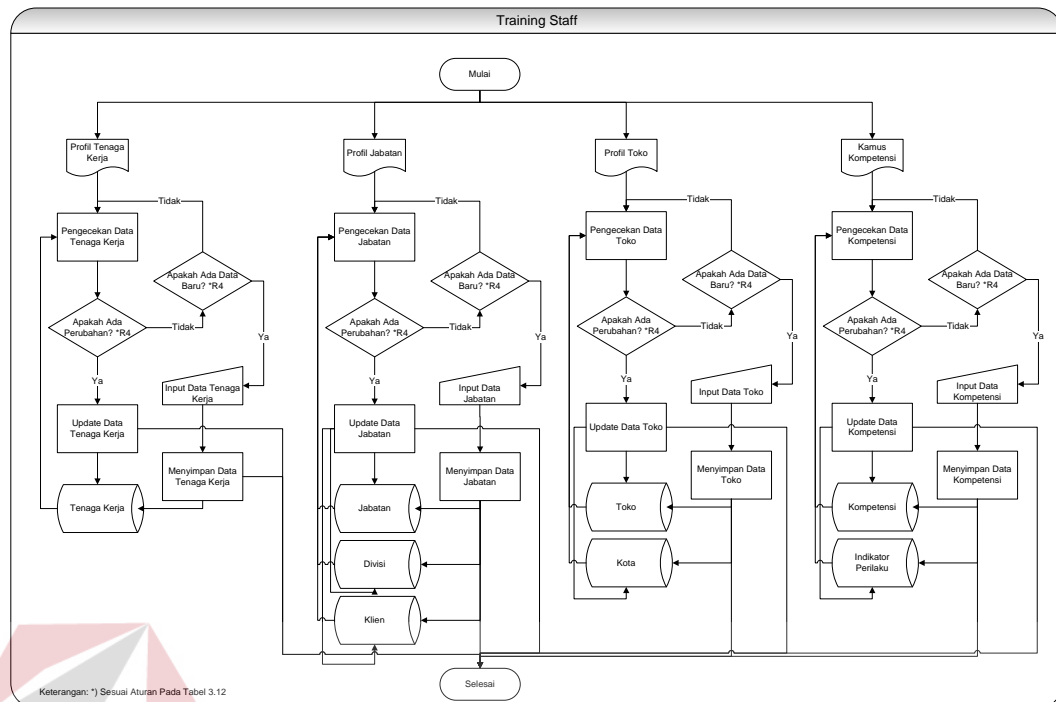 Training Staff
Mulai
Profil Tenaga
Kerja
Profil Jabatan
Profil Toko
Kamus
Kompetensi
Tidak
Tidak
Tidak
Tidak
Pengecekan Data
Tenaga Kerja
Pengecekan Data
Jabatan
Pengecekan Data
Toko
Pengecekan Data
Kompetensi
Apakah Ada Data
Baru? *R4
Apakah Ada Data
Baru? *R4
Apakah Ada Data
Baru? *R4
Apakah Ada Data
Baru? *R4
Apakah Ada
Perubahan? *R4
Tidak
Ya
Apakah Ada
Perubahan? *R4
Tidak
Ya
Apakah Ada
Perubahan? *R4
Tidak
Ya
Apakah Ada
Perubahan? *R4
Tidak
Ya
Ya
Ya
Ya
Ya
Input Data Tenaga
Kerja
Input Data
Jabatan
Input Data Toko
Input Data
Kompetensi
Update Data
Tenaga Kerja
Update Data
Jabatan
Update Data Toko
Update Data
Kompetensi
Menyimpan Data
Tenaga Kerja
Menyimpan Data
Jabatan
Menyimpan Data
Toko
Menyimpan Data
Kompetensi
Tenaga Kerja
Jabatan
Toko
Kompetensi
Divisi
Kota
Indikator
Perilaku
Klien
Selesai
Keterangan: *) Sesuai Aturan Pada Tabel 3.12